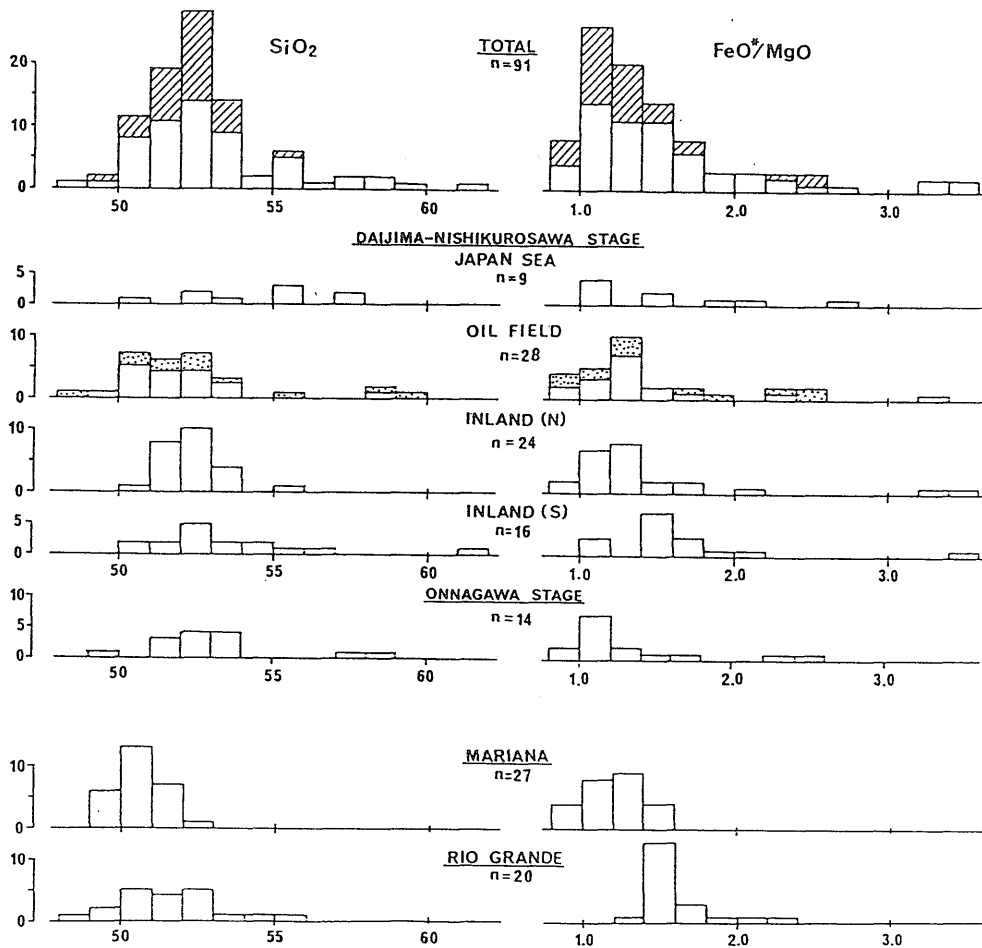 SiO2
TOTAL
n=91
FeO*/MgO
20
10
0
50
55
60
1.0
2.0
3.0
DAIJIMA-NISHIKUROSAWA STAGE
JAPAN SEA
n=9
5
0
OIL FIELD
n=28
10
0
INLAND (N)
n=24
10
0
INLAND (S)
n=16
5
0
50
55
60
1.0
2.0
3.0
ONNAGAWA STAGE
n=14
10
5
0
50
55
60
1.0
2.0
3.0
MARIANA
n=27
10
0
RIO GRANDE
n=20
10
0
50
55
60
1.0
2.0
3.0